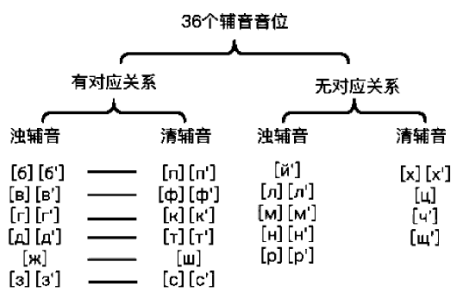 36个辅音音位
有对应关系 无对应关系
浊辅音 清辅音 浊辅音 清辅音
[б] [б'] —— [п] [п'] [й'] [х] [х']
[в] [в'] —— [ф] [ф'] [л] [л'] [ц]
[г] [г'] —— [к] [к'] [м] [м'] [ч']
[д] [д'] —— [т] [т'] [н] [н'] [щ']
[ж] —— [ш] [р] [р']
[з] [з'] —— [с] [с']